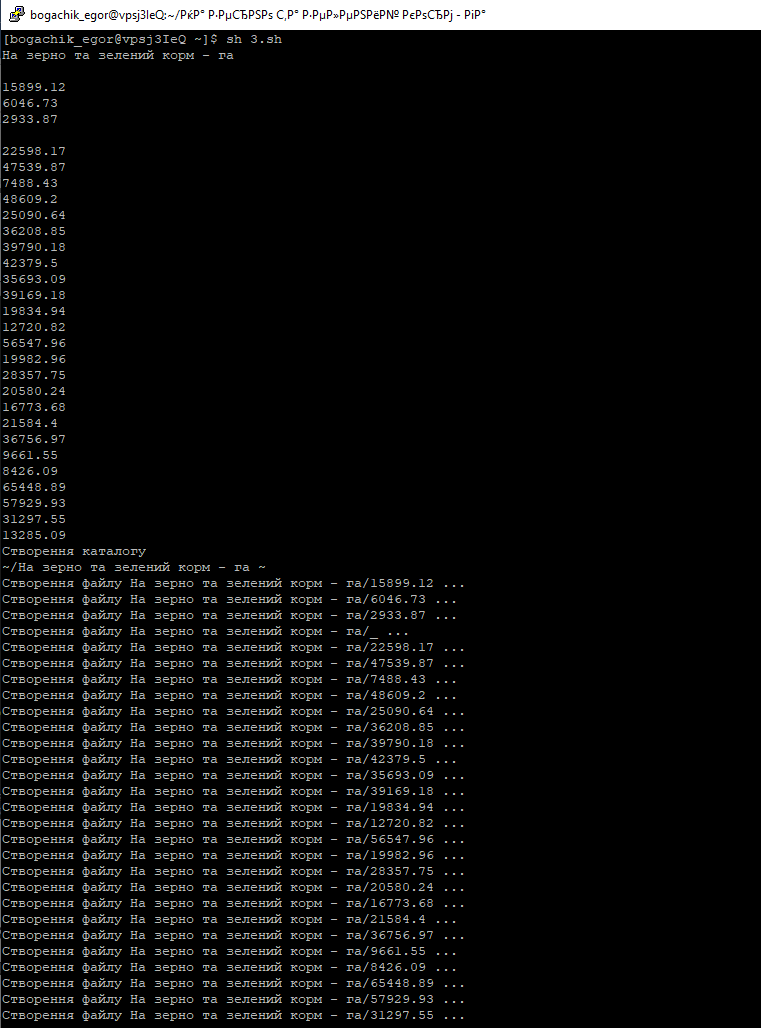 bogachik_egor@vpsj3IeQ:~/РќР° Р·РµСЂРЅРѕ С‚Р° Р·РµР»РµРЅРёР№ РєРѕСЂРј - РіР°
[bogachik_egor@vpsj3IeQ ~]$ sh 3.sh
На зерно та зелений корм - га
15899.12
6046.73
2933.87
22598.17
47539.87
7488.43
48609.2
25090.64
36208.85
39790.18
42379.5
35693.09
39169.18
19834.94
12720.82
56547.96
19982.96
28357.75
20580.24
16773.68
21584.4
36756.97
9661.55
8426.09
65448.89
57929.93
31297.55
13285.09
Створення каталогу
~/На зерно та зелений корм - га ~
Створення файлу На зерно та зелений корм - га/15899.12 ...
Створення файлу На зерно та зелений корм - га/6046.73 ...
Створення файлу На зерно та зелений корм - га/2933.87 ...
Створення файлу На зерно та зелений корм - га/_ ...
Створення файлу На зерно та зелений корм - га/22598.17 ...
Створення файлу На зерно та зелений корм - га/47539.87 ...
Створення файлу На зерно та зелений корм - га/7488.43 ...
Створення файлу На зерно та зелений корм - га/48609.2 ...
Створення файлу На зерно та зелений корм - га/25090.64 ...
Створення файлу На зерно та зелений корм - га/36208.85 ...
Створення файлу На зерно та зелений корм - га/39790.18 ...
Створення файлу На зерно та зелений корм - га/42379.5 ...
Створення файлу На зерно та зелений корм - га/35693.09 ...
Створення файлу На зерно та зелений корм - га/39169.18 ...
Створення файлу На зерно та зелений корм - га/19834.94 ...
Створення файлу На зерно та зелений корм - га/12720.82 ...
Створення файлу На зерно та зелений корм - га/56547.96 ...
Створення файлу На зерно та зелений корм - га/19982.96 ...
Створення файлу На зерно та зелений корм - га/28357.75 ...
Створення файлу На зерно та зелений корм - га/20580.24 ...
Створення файлу На зерно та зелений корм - га/16773.68 ...
Створення файлу На зерно та зелений корм - га/21584.4 ...
Створення файлу На зерно та зелений корм - га/36756.97 ...
Створення файлу На зерно та зелений корм - га/9661.55 ...
Створення файлу На зерно та зелений корм - га/8426.09 ...
Створення файлу На зерно та зелений корм - га/65448.89 ...
Створення файлу На зерно та зелений корм - га/57929.93 ...
Створення файлу На зерно та зелений корм - га/31297.55 ...